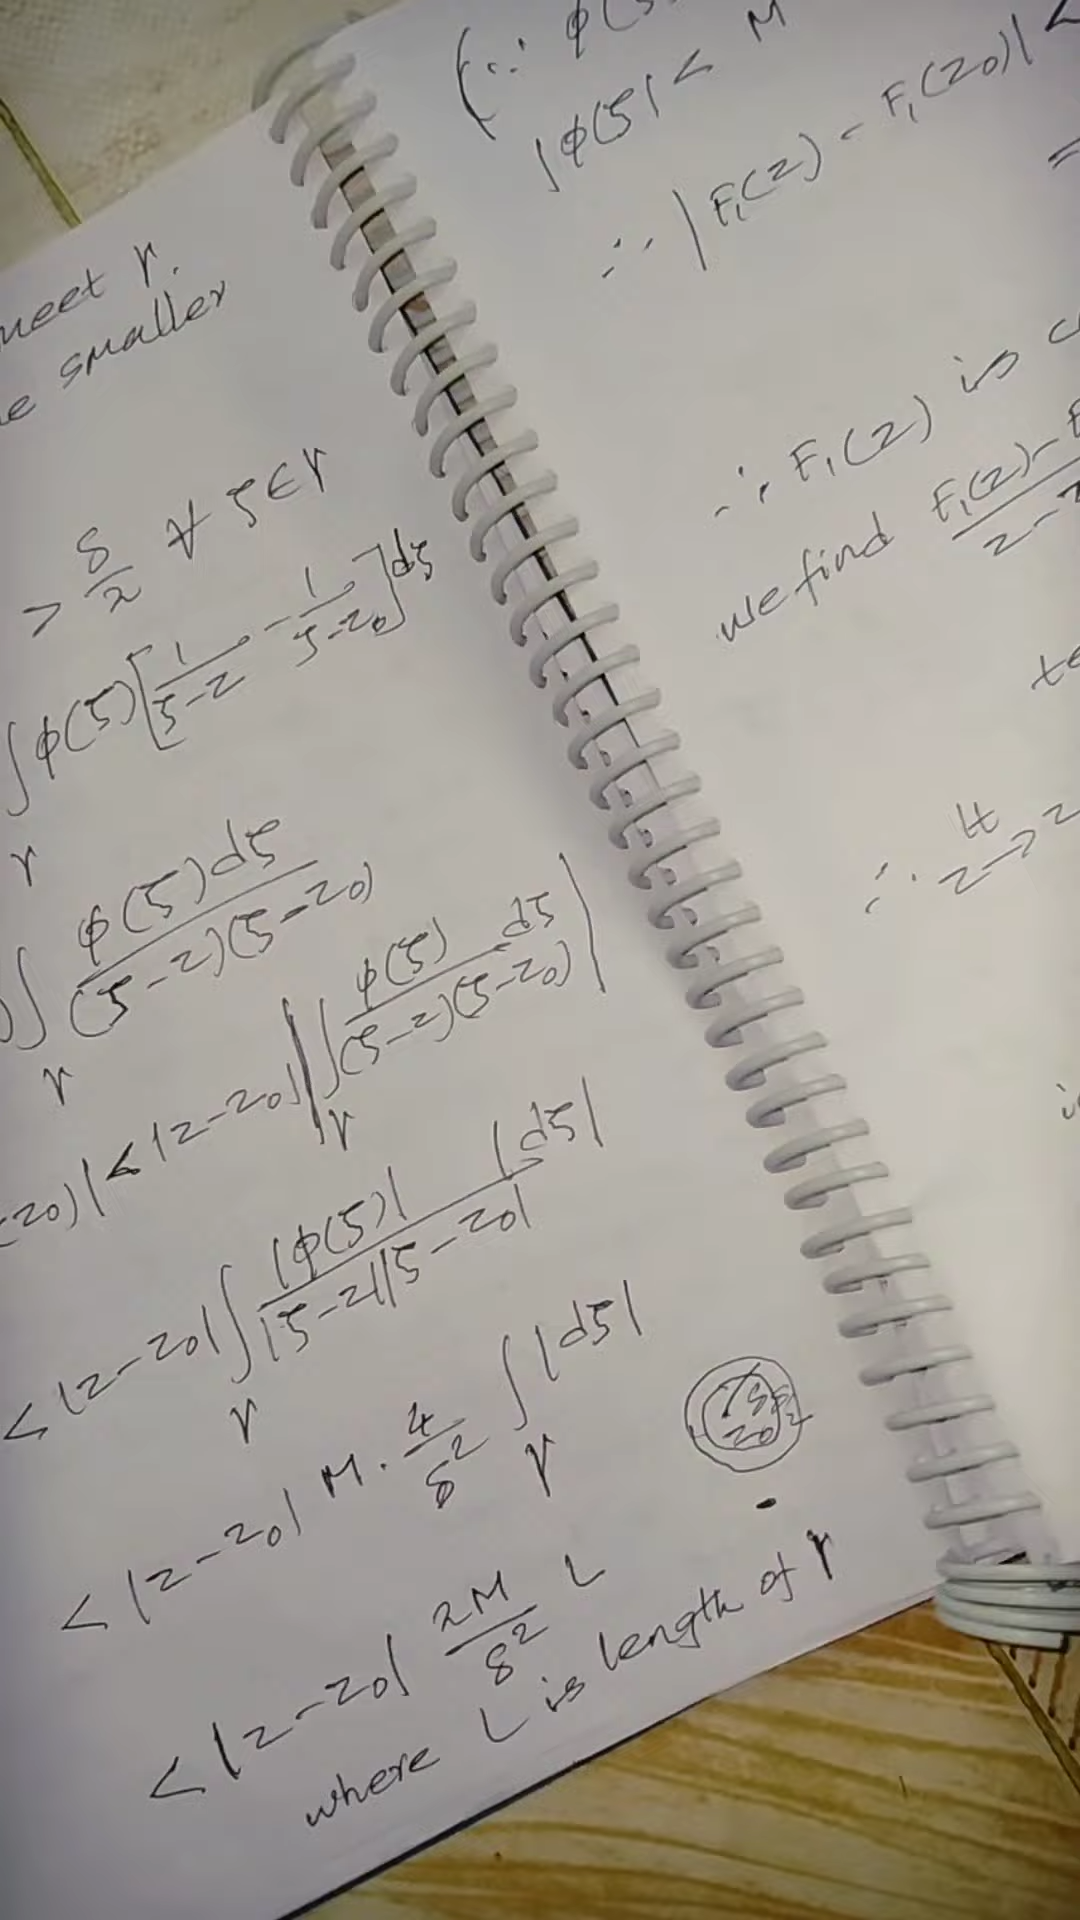 meet γ.
smaller
> δ/2 ∀ ζ ∈ γ
∫γ φ(ζ) [1/(ζ-z) - 1/(ζ-z₀)] dζ
∫γ φ(ζ) dζ / (ζ-z)(ζ-z₀)
z₀)| < |z-z₀| |∫γ φ(ζ) dζ / (ζ-z)(ζ-z₀)|
< |z-z₀| ∫γ |φ(ζ)| |dζ| / |ζ-z||ζ-z₀|
< |z-z₀| M · 4/δ² ∫γ |dζ|
z₀
< |z-z₀| 2M/δ² L
where L is length of γ
(∵ φ(ζ
|φ(ζ)| < M
∴ |F₁(z) - F₁(z₀)| <
=
∴ F₁(z) is
we find F₁(z) - F / z - z
∴ lt z→z